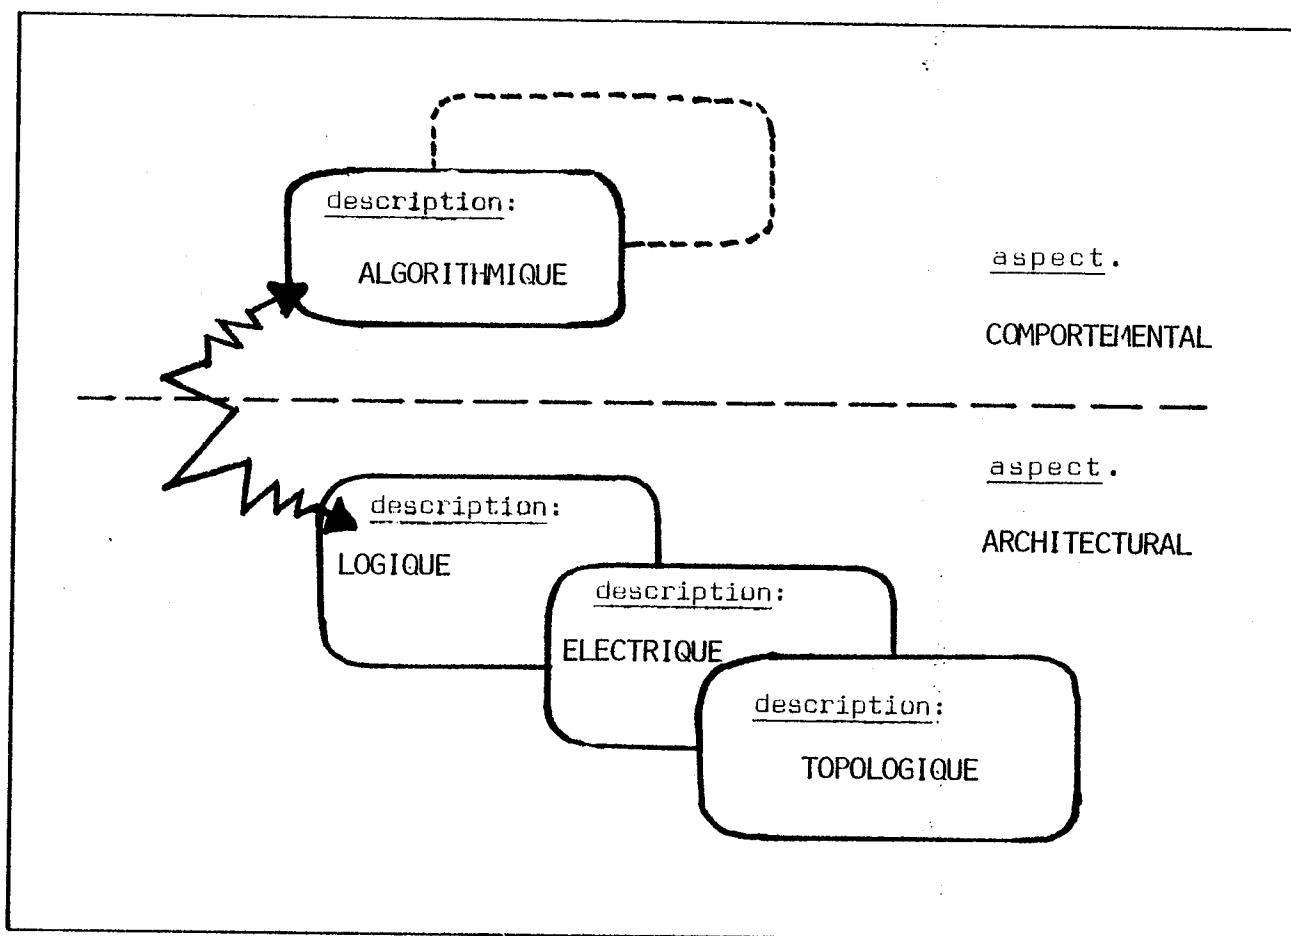 description:
ALGORITHMIQUE
aspect.
COMPORTEMENTAL
aspect.
ARCHITECTURAL
description:
LOGIQUE
description:
ELECTRIQUE
description:
TOPOLOGIQUE